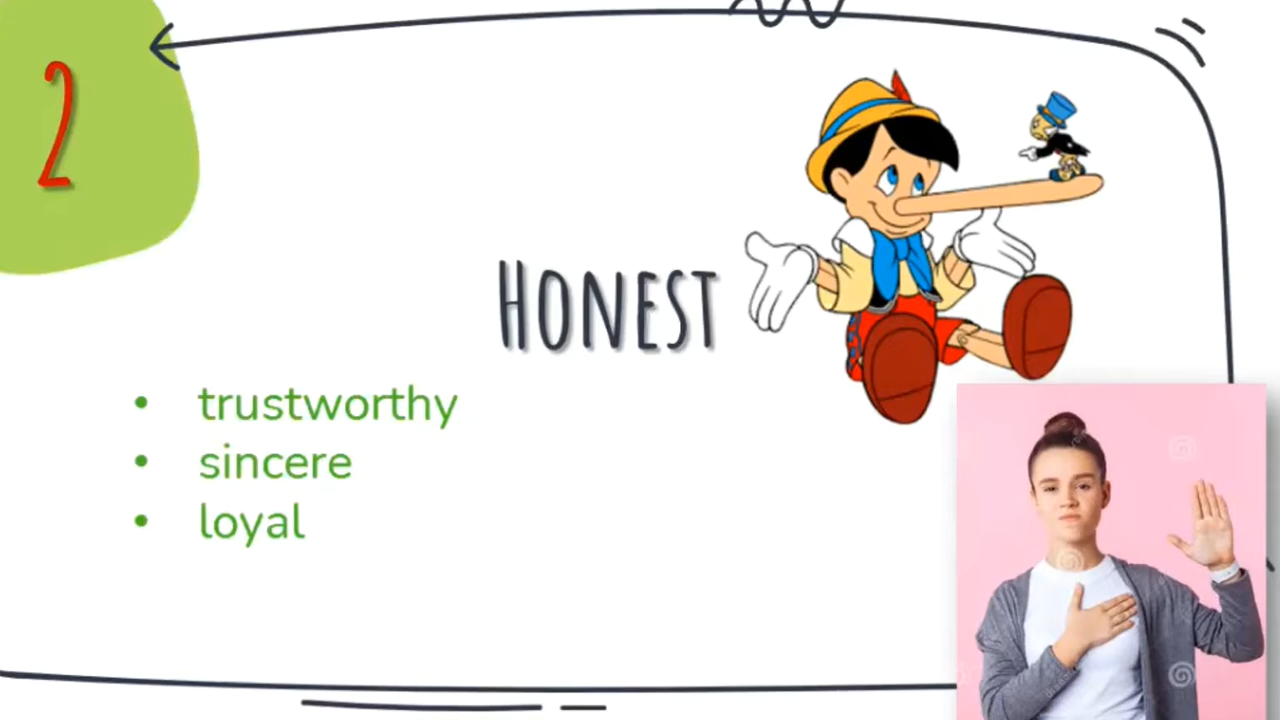 2
Honest
• trustworthy
• sincere
• loyal